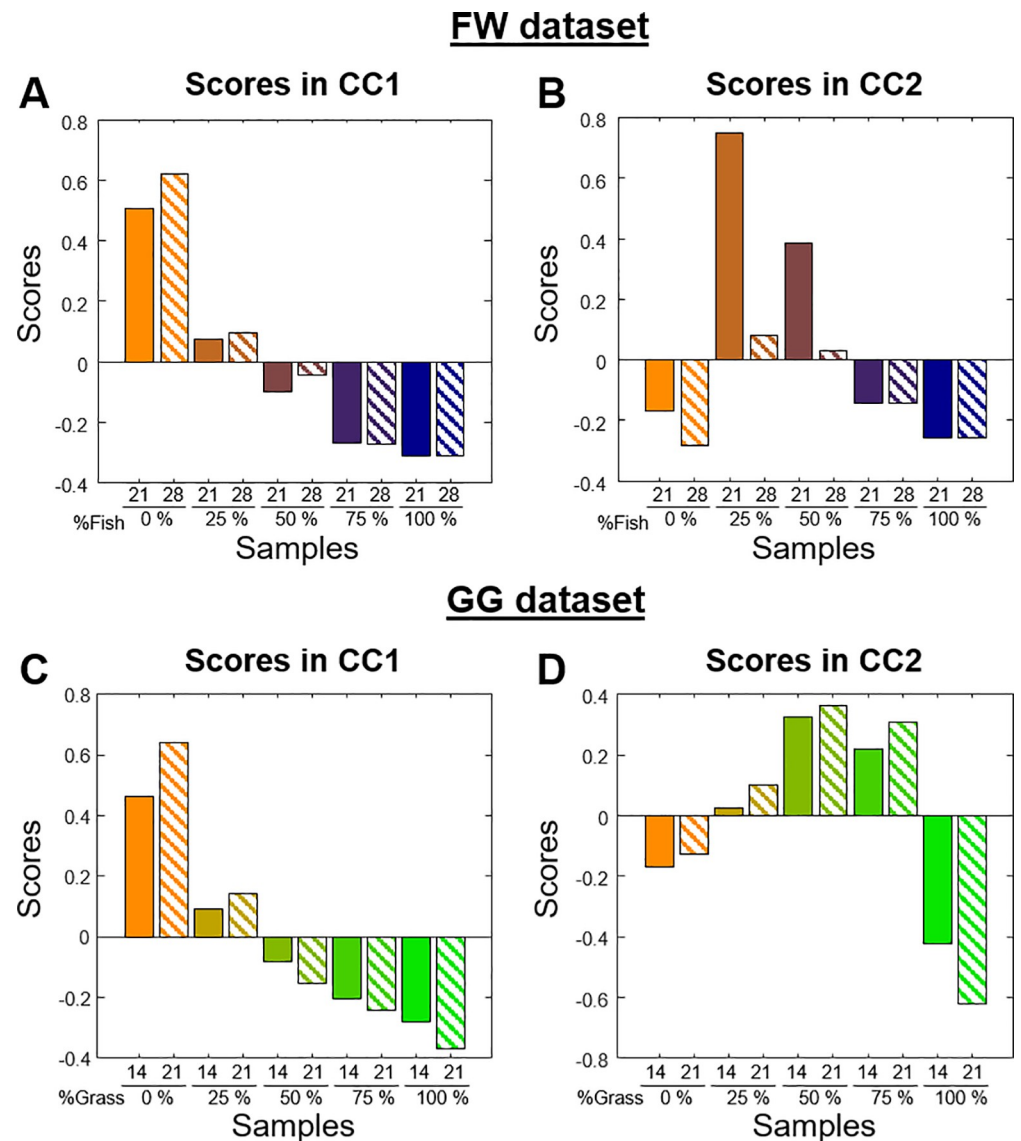 FW dataset
A Scores in CC1
0.8
0.6
0.4
0.2
0
-0.2
-0.4
Scores
21 28 21 28 21 28 21 28 21 28
%Fish 0 % 25 % 50 % 75 % 100 %
Samples
B Scores in CC2
0.8
0.6
0.4
0.2
0
-0.2
-0.4
Scores
21 28 21 28 21 28 21 28 21 28
%Fish 0 % 25 % 50 % 75 % 100 %
Samples
GG dataset
C Scores in CC1
0.8
0.6
0.4
0.2
0
-0.2
-0.4
Scores
14 21 14 21 14 21 14 21 14 21
%Grass 0 % 25 % 50 % 75 % 100 %
Samples
D Scores in CC2
0.4
0.2
0
-0.2
-0.4
-0.6
-0.8
Scores
14 21 14 21 14 21 14 21 14 21
%Grass 0 % 25 % 50 % 75 % 100 %
Samples